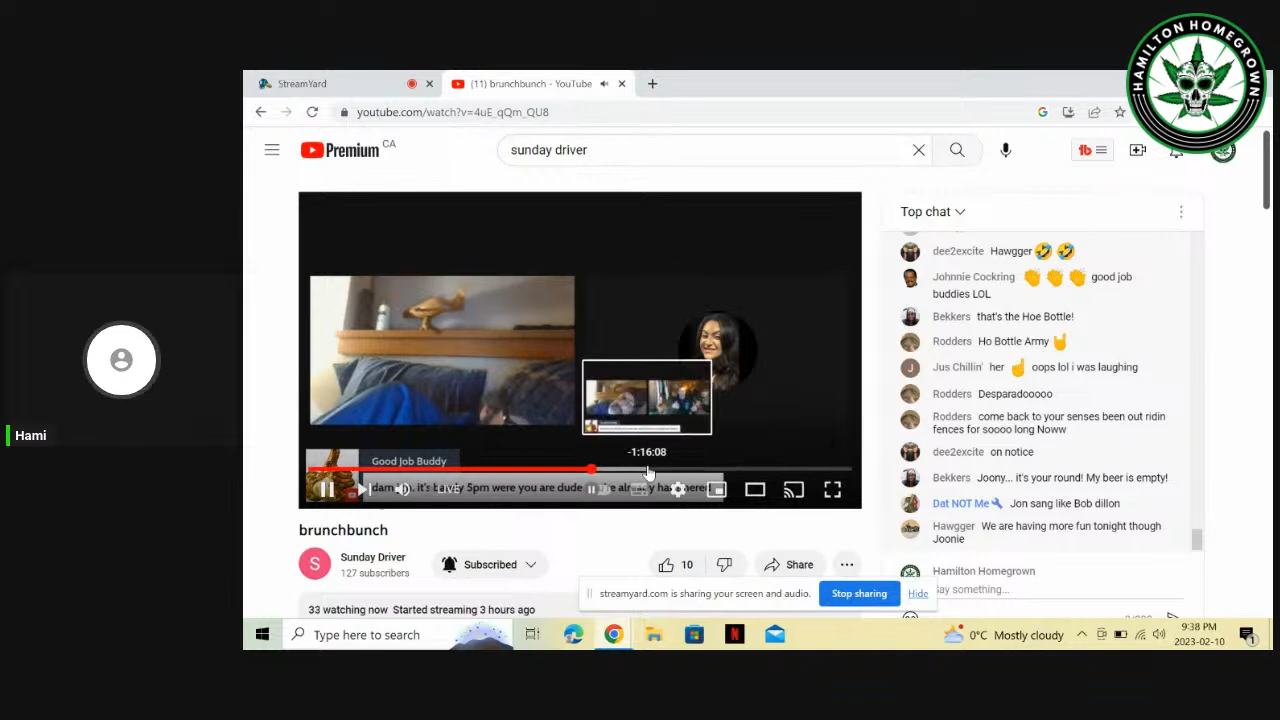 HAMILTON HOMEGROWN
StreamYard
(11) brunchbunch - YouTube
youtube.com/watch?v=4uE_qQm_QU8
Premium CA
sunday driver
Top chat
dee2excite Hawgger 🤣 🤣
Johnnie Cockring 👏 👏 👏 good job
buddies LOL
Bekkers that's the Hoe Bottle!
Rodders Ho Bottle Army 🤘
Jus Chillin' her ☝ oops lol i was laughing
Rodders Desparadooooo
Rodders come back to your senses been out ridin
fences for soooo long Noww
dee2excite on notice
Bekkers Joony... it's your round! My beer is empty!
Dat NOT Me Jon sang like Bob dillon
Hawgger We are having more fun tonight though
Joonie
Hamilton Homegrown
Say something...
-1:16:08
Good Job Buddy
5pm were you are dude
LIVE
Hami
brunchbunch
S
Sunday Driver
127 subscribers
Subscribed
10
Share
streamyard.com is sharing your screen and audio.
Stop sharing
Hide
33 watching now Started streaming 3 hours ago
Type here to search
N
0°C Mostly cloudy
9:38 PM
2023-02-10
1